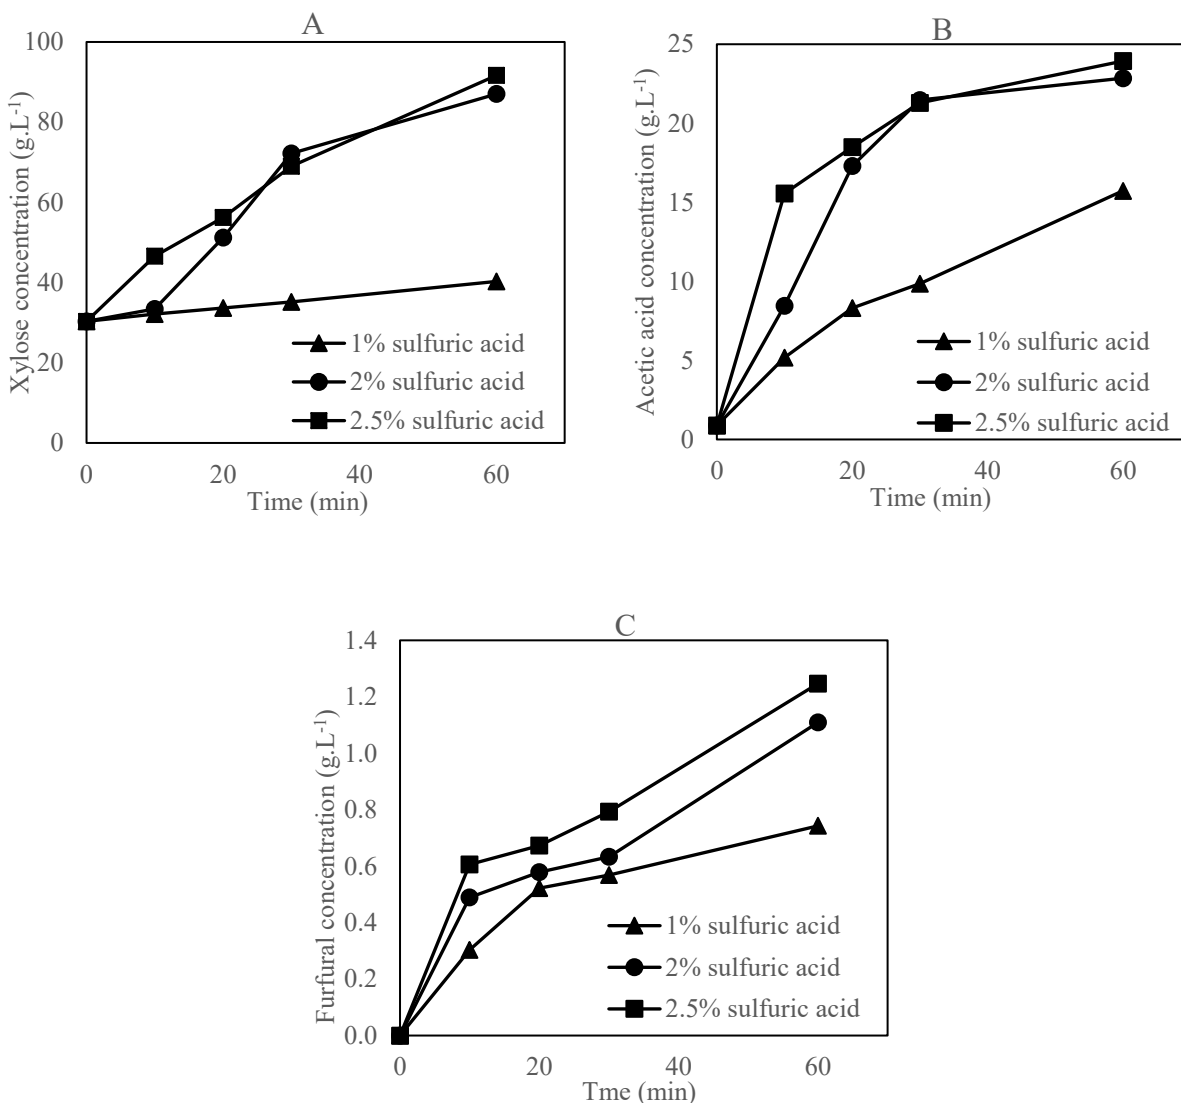 A
Xylose concentration (g.L⁻¹)
100
80
60
40
20
0
1% sulfuric acid
2% sulfuric acid
2.5% sulfuric acid
0 20 40 60
Time (min)
B
Acetic acid concentration (g.L⁻¹)
25
20
15
10
5
0
1% sulfuric acid
2% sulfuric acid
2.5% sulfuric acid
0 20 40 60
Time (min)
C
Furfural concentration (g.L⁻¹)
1.4
1.2
1.0
0.8
0.6
0.4
0.2
0.0
1% sulfuric acid
2% sulfuric acid
2.5% sulfuric acid
0 20 40 60
Tme (min)